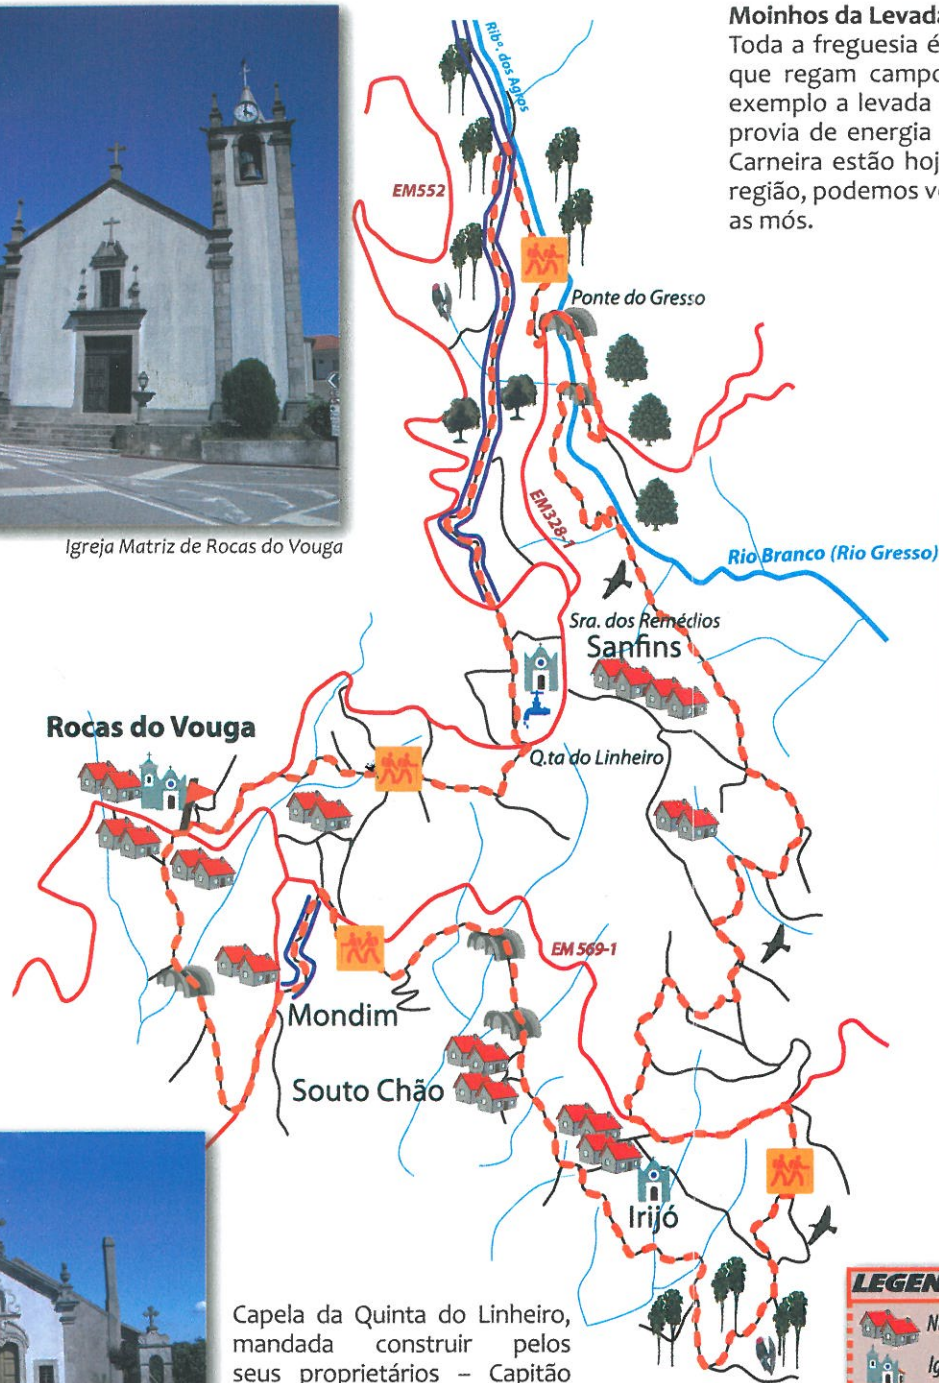 Moinhos da Levada
Toda a freguesia é
que regam campo
exemplo a levada
provia de energia
Carneira estão hoj
região, podemos v
as mós.
Ribª. dos Agros
EM552
Ponte do Gresso
EM328-1
Rio Branco (Rio Gresso)
Igreja Matriz de Rocas do Vouga
Sra. dos Remédios
Sanfins
Rocas do Vouga
Q.ta do Linheiro
EM 569-1
Mondim
Souto Chão
Irijó
Capela da Quinta do Linheiro,
mandada construir pelos
seus proprietários – Capitão
LEGEN
N
Ig